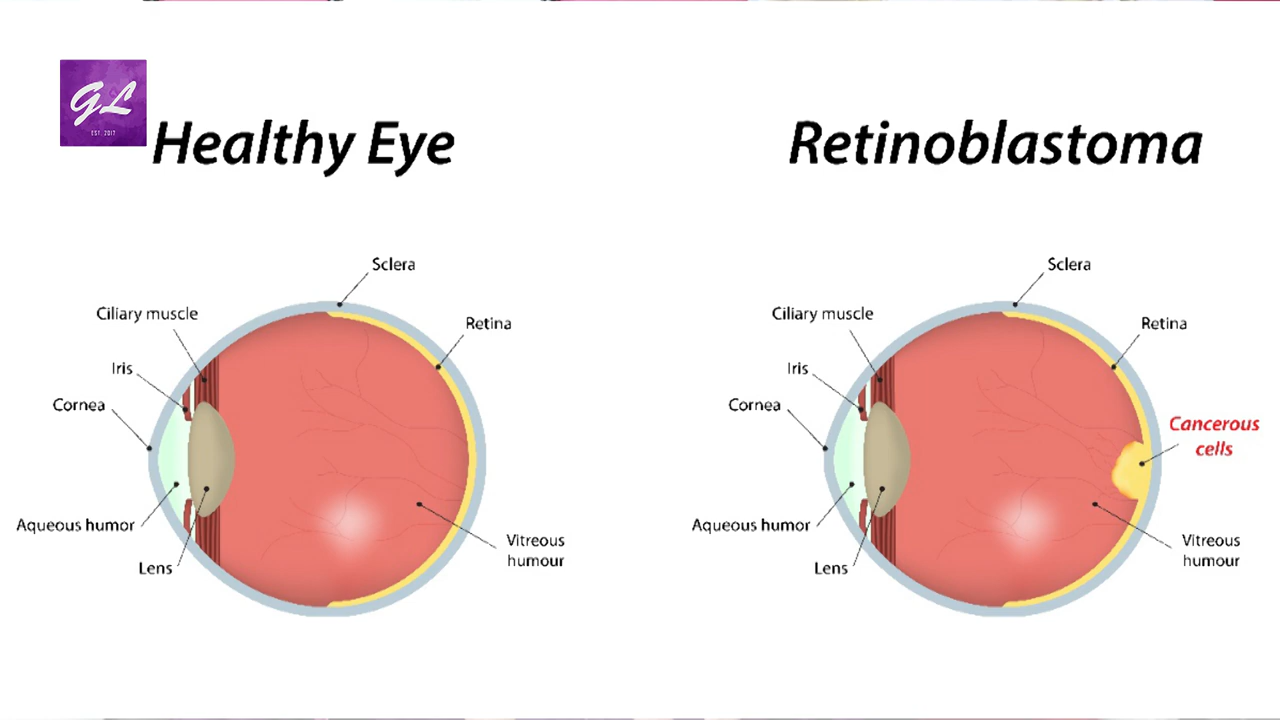 GL
EST. 2017
Healthy Eye
Sclera
Ciliary muscle
Retina
Iris
Cornea
Aqueous humor
Vitreous
humour
Lens
Retinoblastoma
Sclera
Ciliary muscle
Retina
Iris
Cornea
Cancerous
cells
Aqueous humor
Vitreous
humour
Lens